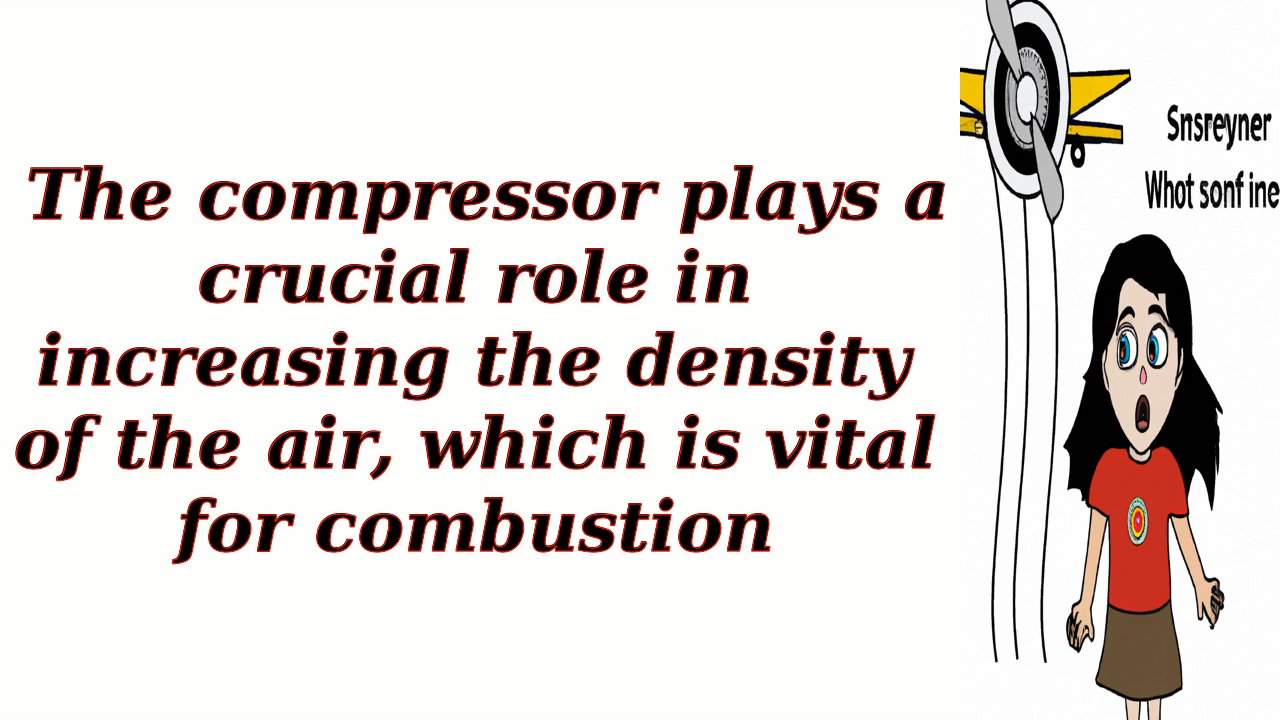 The compressor plays a
crucial role in
increasing the density
of the air, which is vital
for combustion
Snsreyner
Whot sonf ine